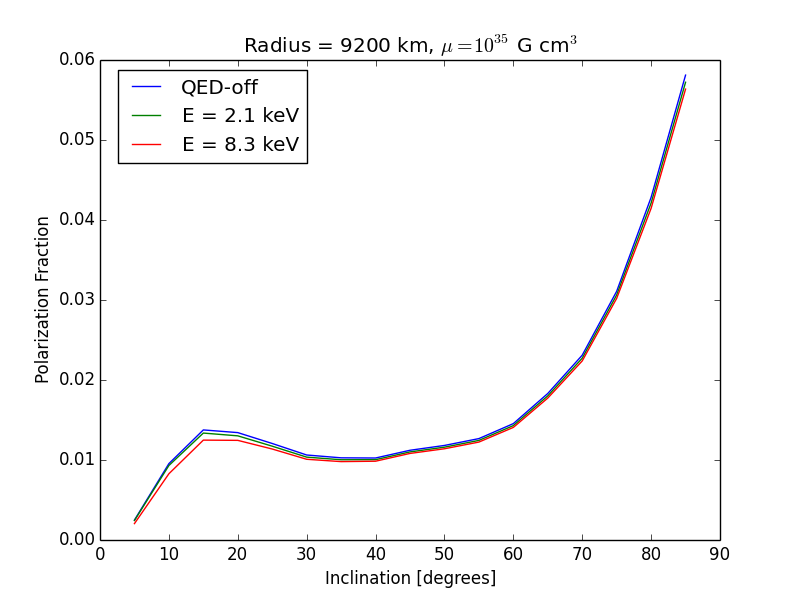 Radius = 9200 km, μ=10³⁵ G cm³
0.06
QED-off
E = 2.1 keV
E = 8.3 keV
0.05
0.04
Polarization Fraction
0.03
0.02
0.01
0.00
0 10 20 30 40 50 60 70 80 90
Inclination [degrees]